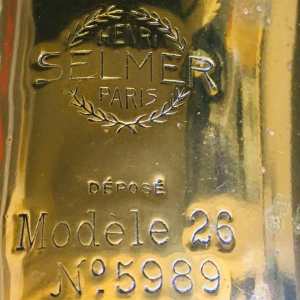 HENRI
SELMER
PARIS
DÉPOSÉ
Modèle 26
Nº5989